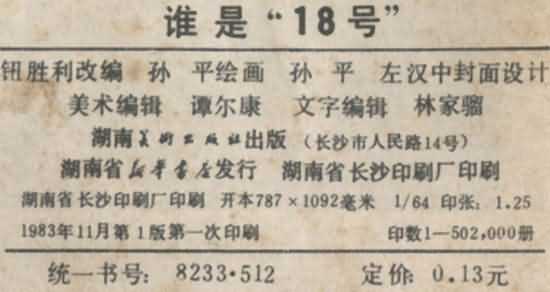 谁是“18号”
钮胜利改编 孙 平绘画 孙 平 左汉中封面设计
美术编辑 谭尔康 文字编辑 林家骝
湖南美术出版社出版（长沙市人民路14号）
湖南省新华书店发行 湖南省长沙印刷厂印刷
湖南省长沙印刷厂印刷 开本787×1092毫米 1/64 印张：1.25
1983年11月第1版第一次印刷 印数1—502,000册
统一书号：8233·512 定价：0.13元